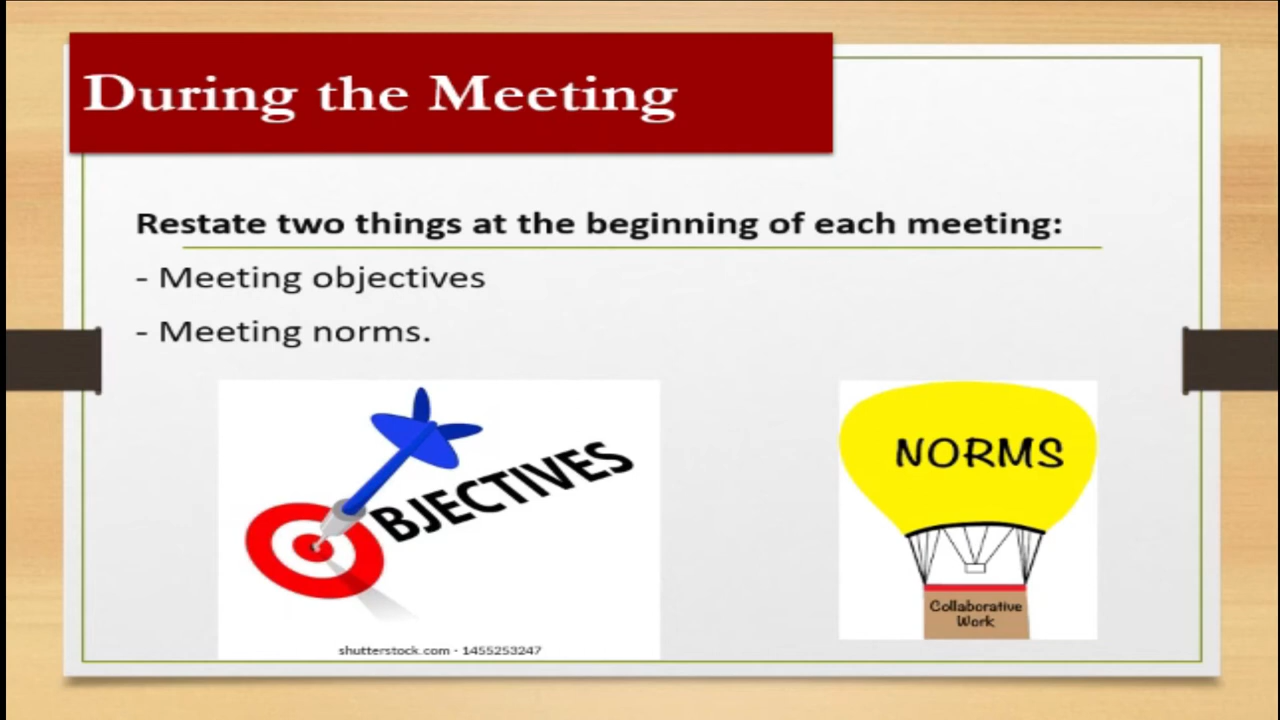 During the Meeting
Restate two things at the beginning of each meeting:
- Meeting objectives
- Meeting norms.
BJECTIVES
shutterstock.com · 1455253247
NORMS
Collaborative
Work